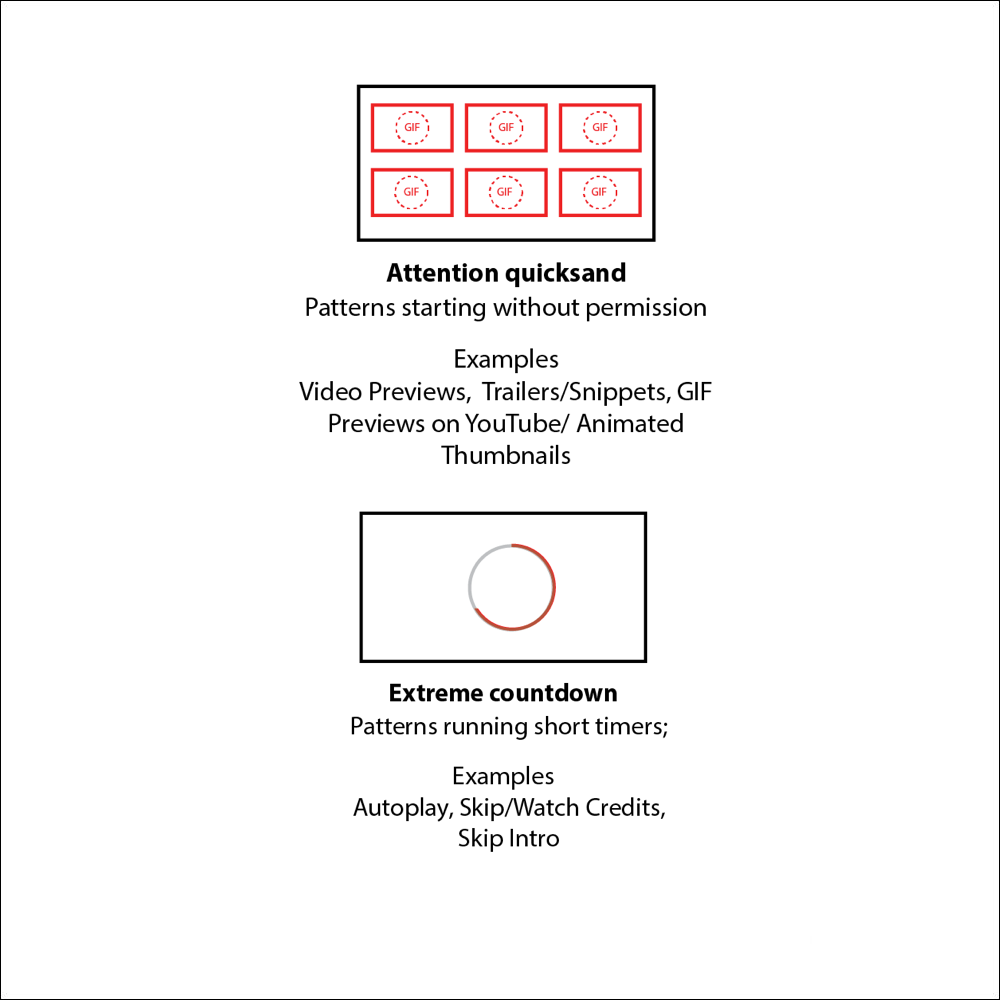 GIF GIF GIF
GIF GIF GIF
Attention quicksand
Patterns starting without permission
Examples
Video Previews, Trailers/Snippets, GIF
Previews on YouTube/ Animated
Thumbnails
Extreme countdown
Patterns running short timers;
Examples
Autoplay, Skip/Watch Credits,
Skip Intro